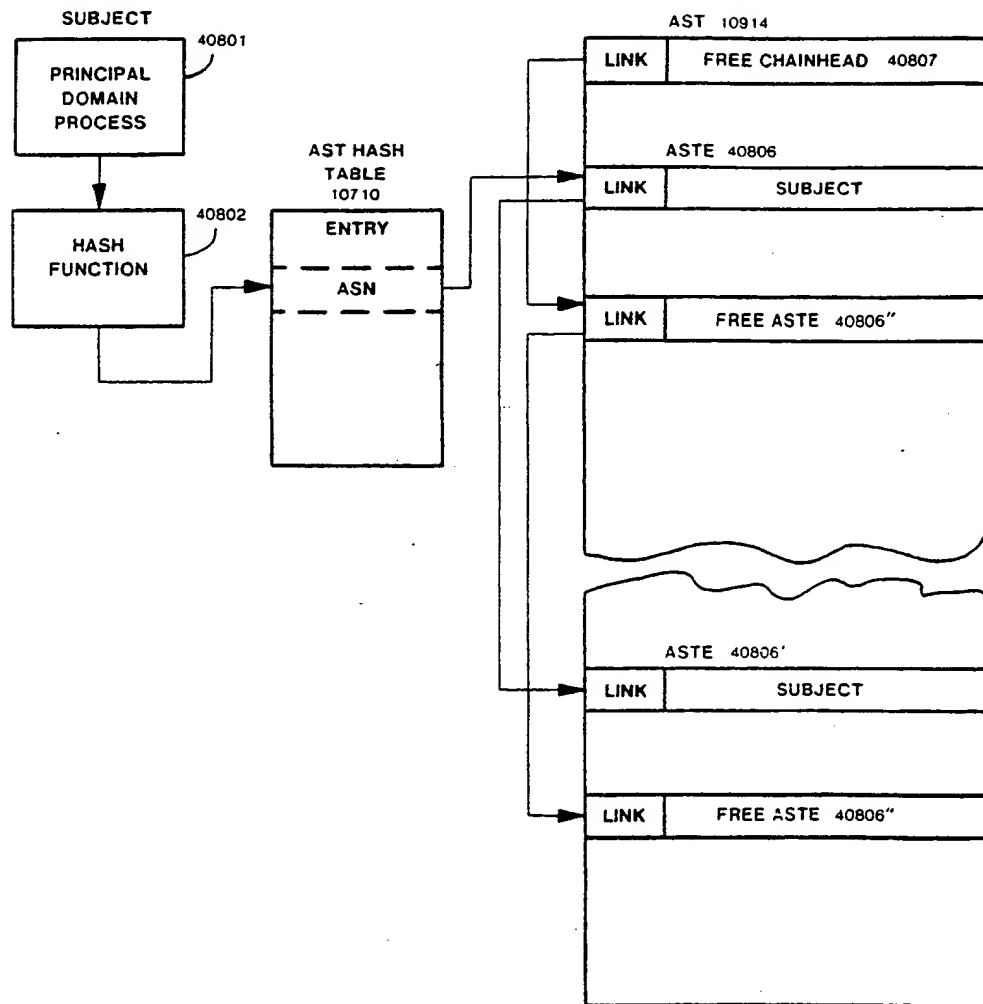 SUBJECT
40801
PRINCIPAL
DOMAIN
PROCESS
40802
HASH
FUNCTION
AST HASH
TABLE
10710
ENTRY
ASN
AST 10914
LINK FREE CHAINHEAD 40807
ASTE 40806
LINK SUBJECT
LINK FREE ASTE 40806"
ASTE 40806'
LINK SUBJECT
LINK FREE ASTE 40806"